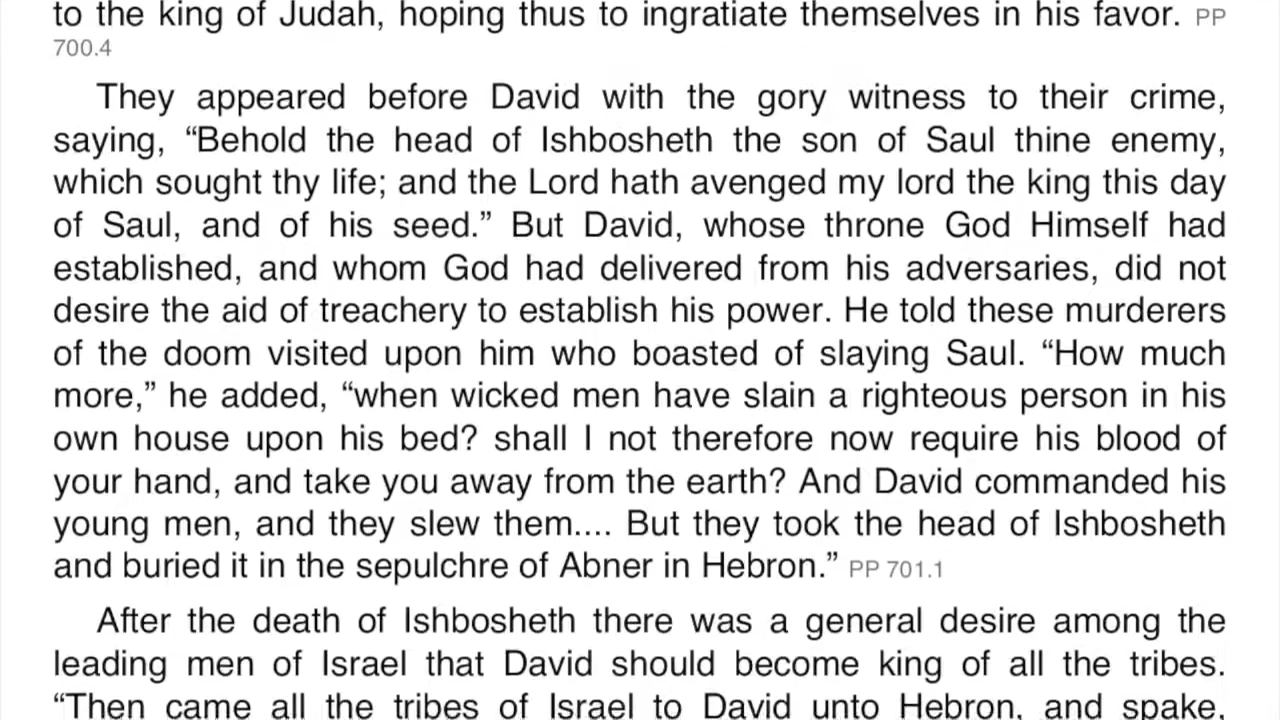 to the king of Judah, hoping thus to ingratiate themselves in his favor. PP
700.4
They appeared before David with the gory witness to their crime,
saying, “Behold the head of Ishbosheth the son of Saul thine enemy,
which sought thy life; and the Lord hath avenged my lord the king this day
of Saul, and of his seed.” But David, whose throne God Himself had
established, and whom God had delivered from his adversaries, did not
desire the aid of treachery to establish his power. He told these murderers
of the doom visited upon him who boasted of slaying Saul. “How much
more,” he added, “when wicked men have slain a righteous person in his
own house upon his bed? shall I not therefore now require his blood of
your hand, and take you away from the earth? And David commanded his
young men, and they slew them.... But they took the head of Ishbosheth
and buried it in the sepulchre of Abner in Hebron.” PP 701.1
After the death of Ishbosheth there was a general desire among the
leading men of Israel that David should become king of all the tribes.
“Then came all the tribes of Israel to David unto Hebron, and spake,